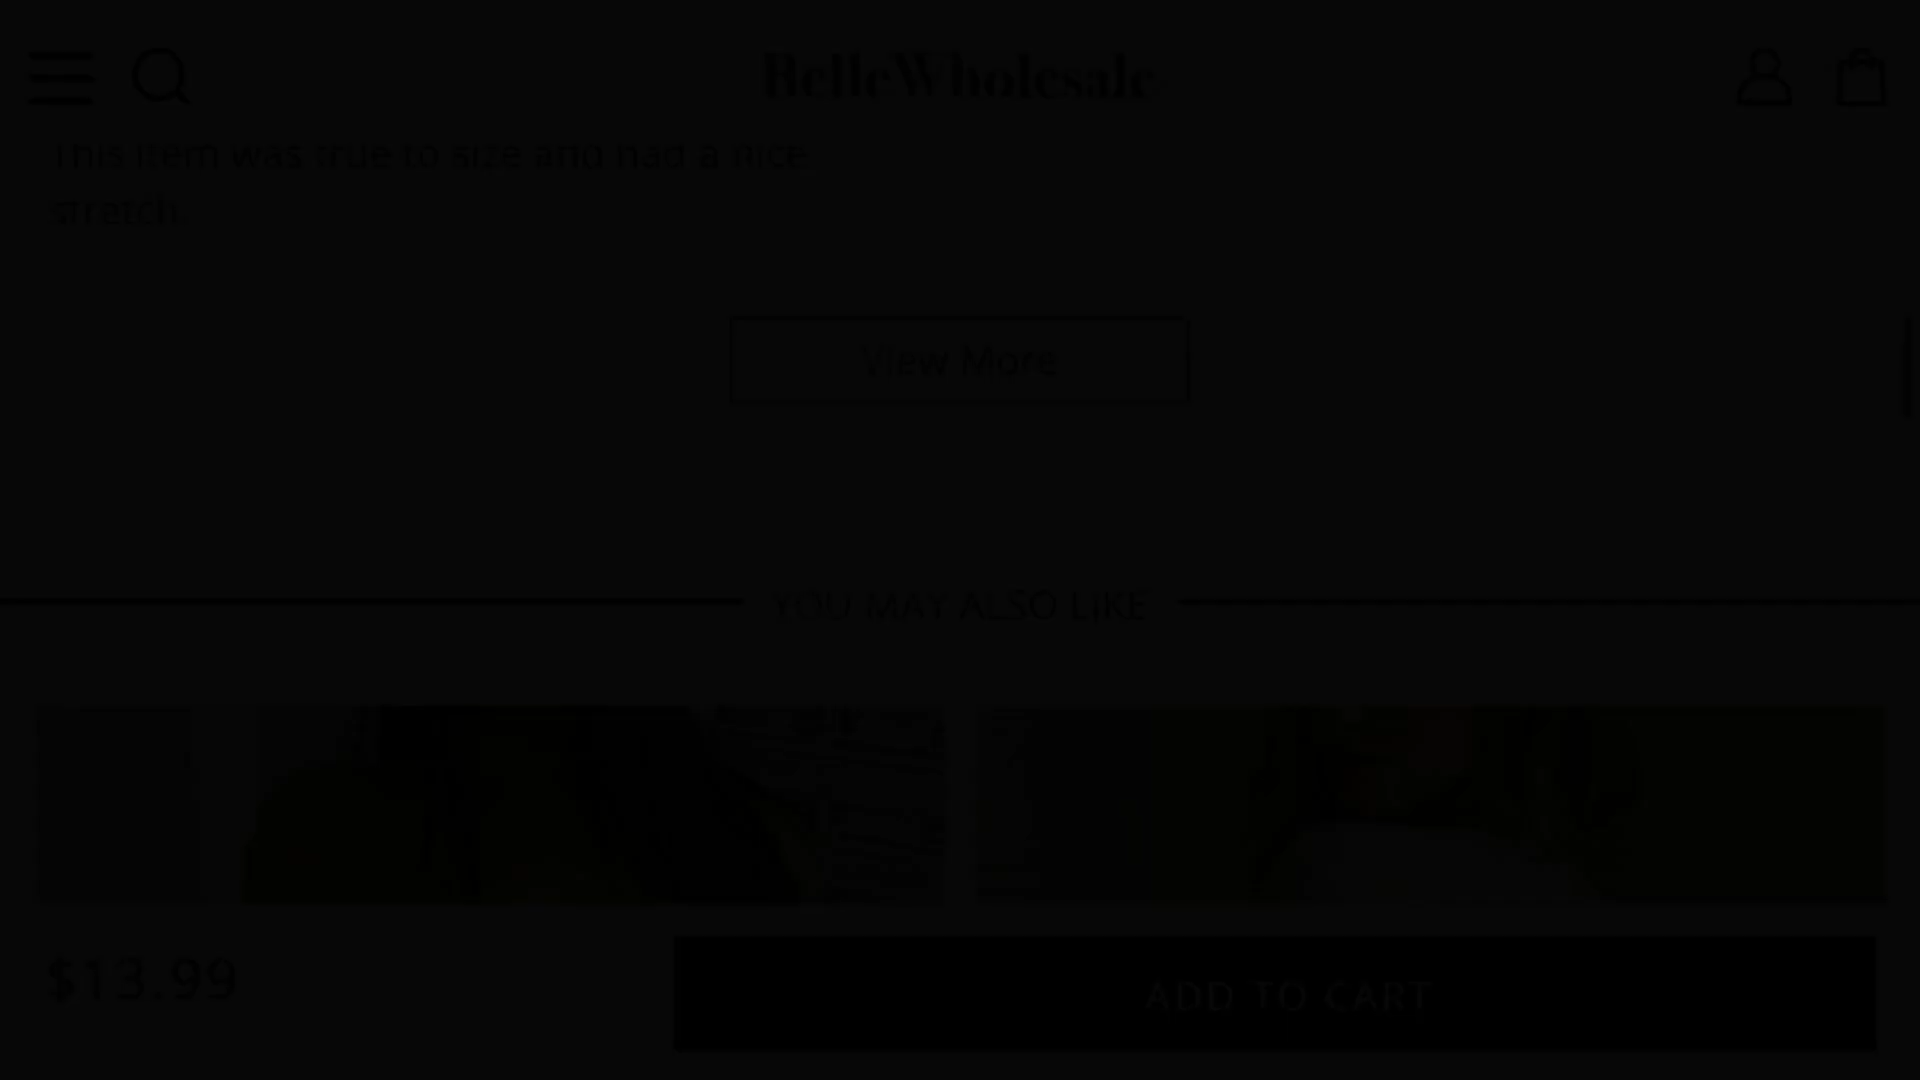 BelleWholesale
This item was true to size and had a nice
stretch.
View More
YOU MAY ALSO LIKE
$13.99
ADD TO CART